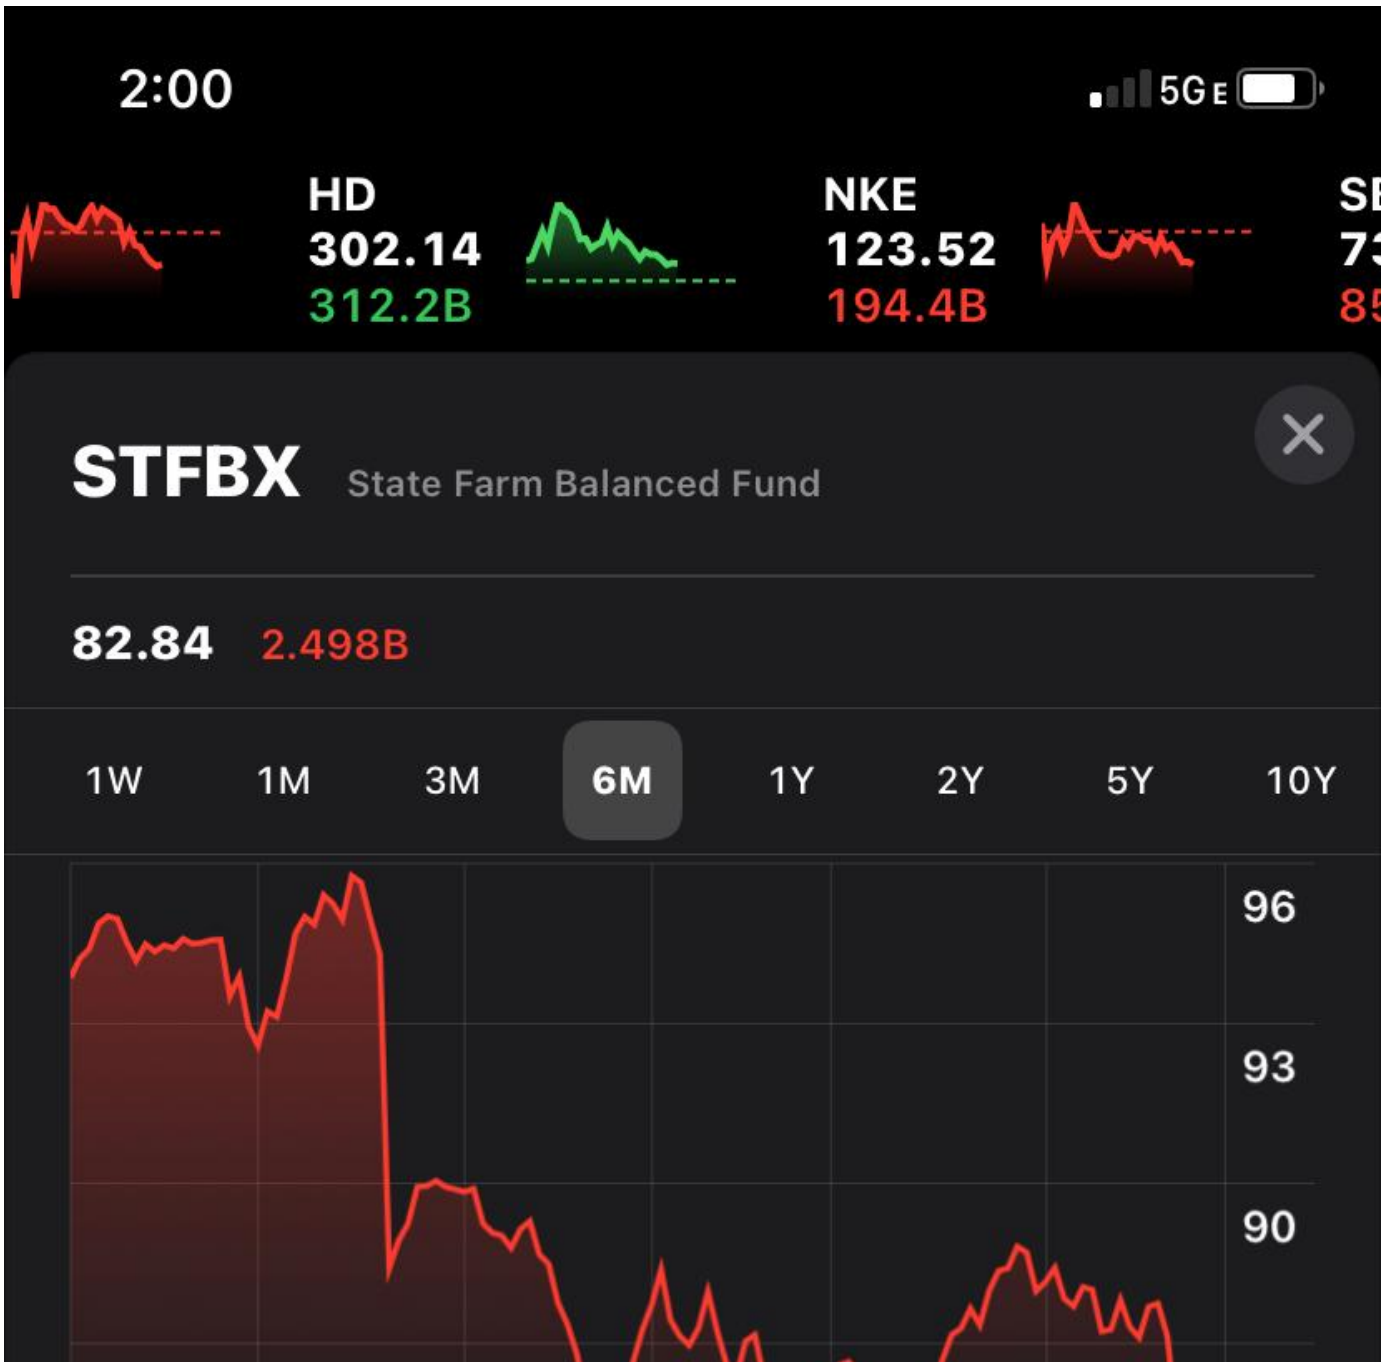 2:00
5G E
HD
302.14
312.2B
NKE
123.52
194.4B
STFBX State Farm Balanced Fund
82.84 2.498B
1W 1M 3M 6M 1Y 2Y 5Y 10Y
96
93
90